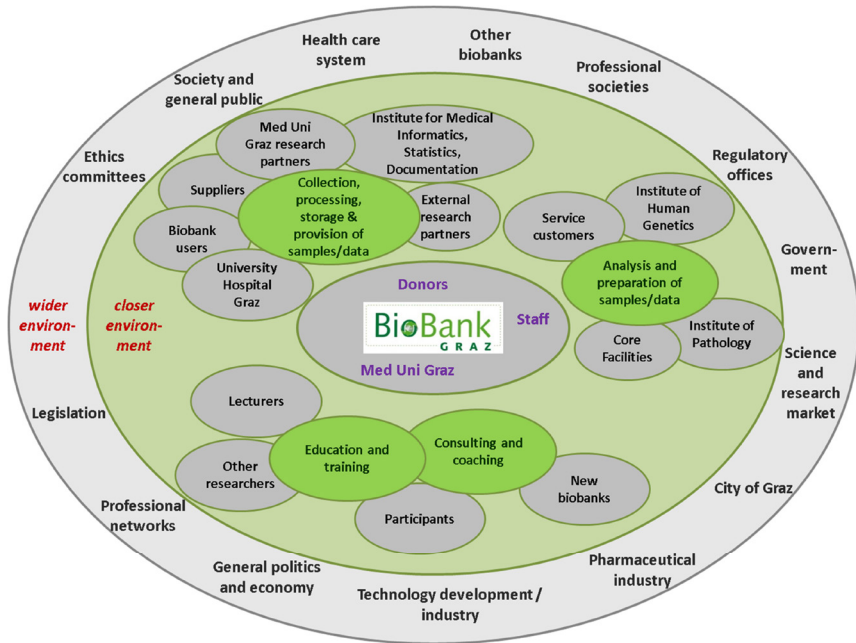 Health care
system
Other
biobanks
Society and
general public
Professional
societies
Ethics
committees
Regulatory
offices
Med Uni
Graz research
partners
Institute for Medical
Informatics,
Statistics,
Documentation
Suppliers
Collection,
processing,
storage &
provision of
samples/data
External
research
partners
Biobank
users
University
Hospital
Graz
Service
customers
Institute of
Human
Genetics
Analysis and
preparation of
samples/data
Core
Facilities
Institute of
Pathology
Govern-
ment
wider
environ-
ment
closer
environ-
ment
Donors
Staff
BioBank
GRAZ
Med Uni Graz
Science and
research
market
Legislation
Lecturers
Education and
training
Consulting and
coaching
Other
researchers
Participants
New
biobanks
City of Graz
Professional
networks
General politics
and economy
Technology development /
industry
Pharmaceutical
industry